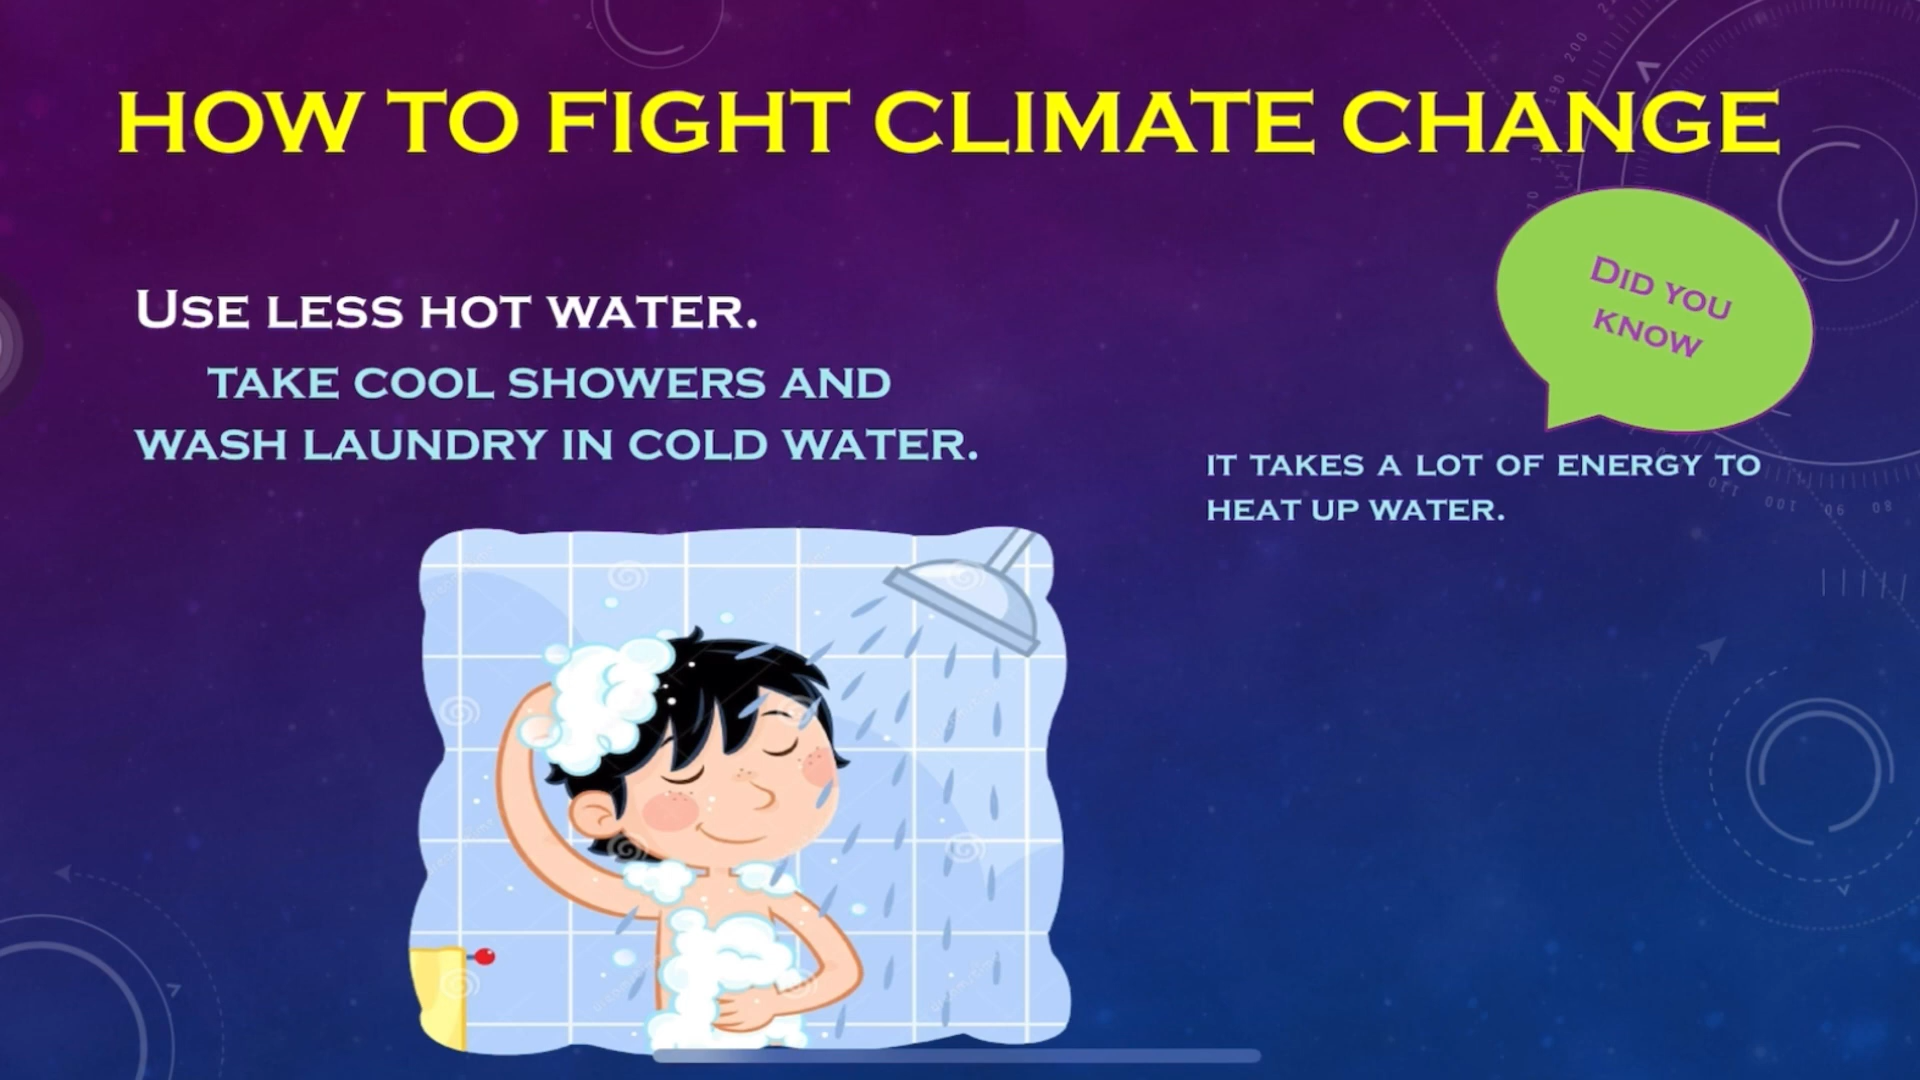 HOW TO FIGHT CLIMATE CHANGE
DID YOU
KNOW
USE LESS HOT WATER.
TAKE COOL SHOWERS AND
WASH LAUNDRY IN COLD WATER.
IT TAKES A LOT OF ENERGY TO
HEAT UP WATER.